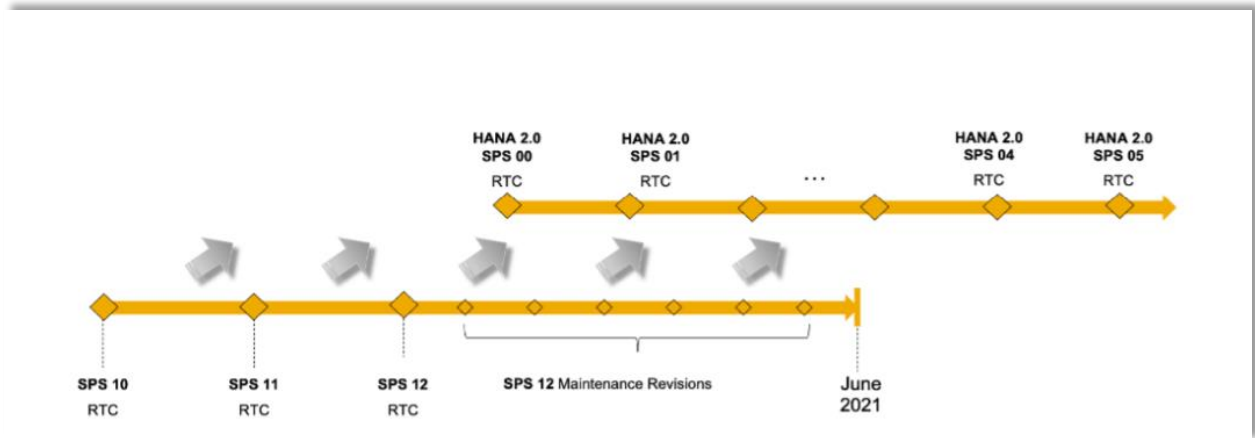 HANA 2.0
SPS 00
RTC
HANA 2.0
SPS 01
RTC
...
HANA 2.0
SPS 04
RTC
HANA 2.0
SPS 05
RTC
SPS 10
RTC
SPS 11
RTC
SPS 12
RTC
SPS 12 Maintenance Revisions
June
2021